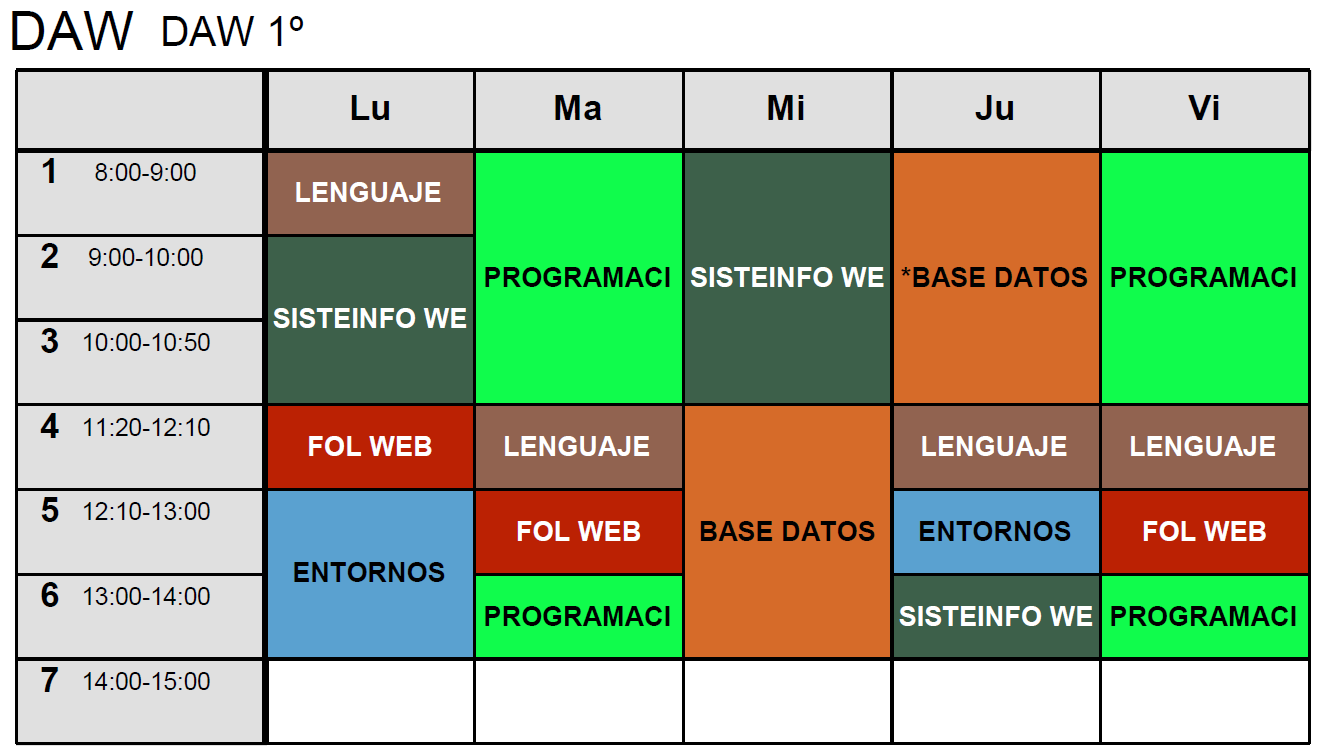 DAW DAW 1º
Lu Ma Mi Ju Vi
1 8:00-9:00
LENGUAJE
2 9:00-10:00
PROGRAMACI SISTEINFO WE *BASE DATOS PROGRAMACI
SISTEINFO WE
3 10:00-10:50
4 11:20-12:10
FOL WEB LENGUAJE LENGUAJE LENGUAJE
5 12:10-13:00
FOL WEB BASE DATOS ENTORNOS FOL WEB
ENTORNOS
6 13:00-14:00
PROGRAMACI SISTEINFO WE PROGRAMACI
7 14:00-15:00